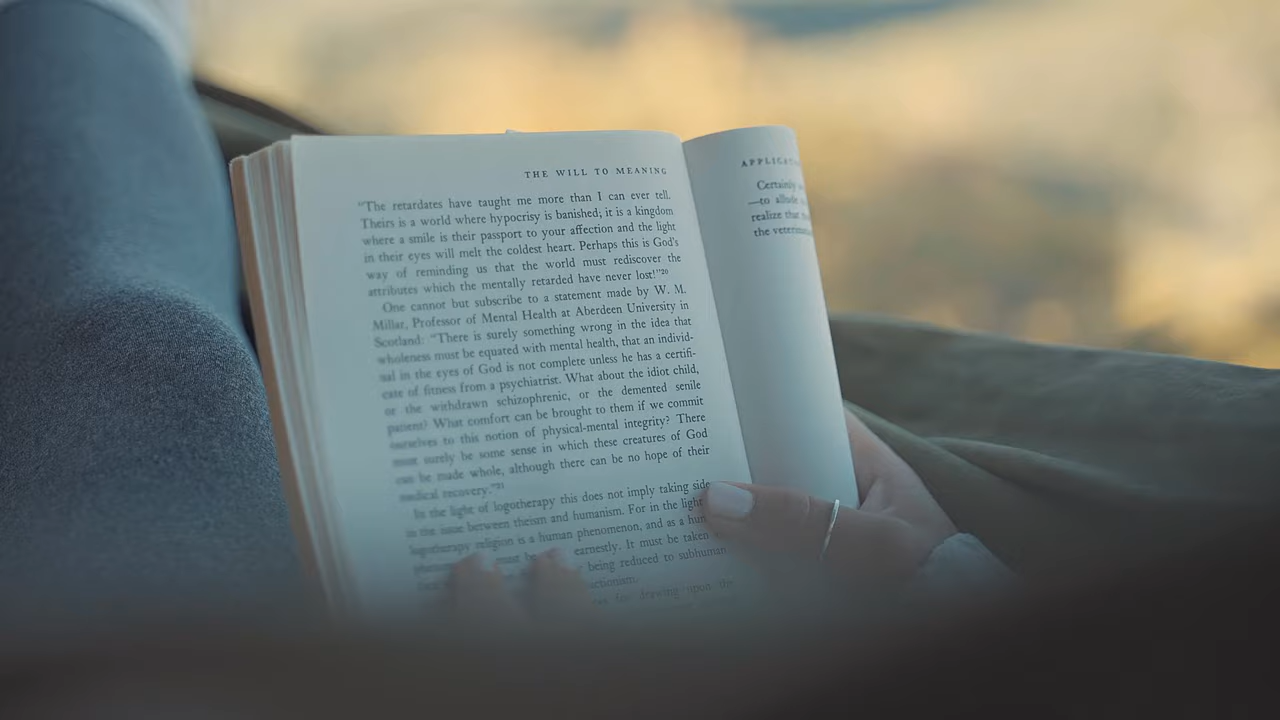 THE WILL TO MEANING
"The retardates have taught me more than I can ever tell.
Theirs is a world where hypocrisy is banished; it is a kingdom
where a smile is their passport to your affection and the light
in their eyes will melt the coldest heart. Perhaps this is God's
way of reminding us that the world must rediscover the
attributes which the mentally retarded have never lost!"20
One cannot but subscribe to a statement made by W. M.
Millar, Professor of Mental Health at Aberdeen University in
Scotland: "There is surely something wrong in the idea that
wholeness must be equated with mental health, that an individ-
ual in the eyes of God is not complete unless he has a certifi-
cate of fitness from a psychiatrist. What about the idiot child,
or the withdrawn schizophrenic, or the demented senile
patient? What comfort can be brought to them if we commit
ourselves to this notion of physical-mental integrity? There
must surely be some sense in which these creatures of God
can be made whole, although there can be no hope of their
medical recovery."21
In the light of logotherapy this does not imply taking side
in the issue between theism and humanism. For in the light
logotherapy religion is a human phenomenon, and as a hum
must be earnestly. It must be taken
being reduced to subhuman
for drawing upon the
APPLICAT
Certainly
—to allude
realize that
the veterina